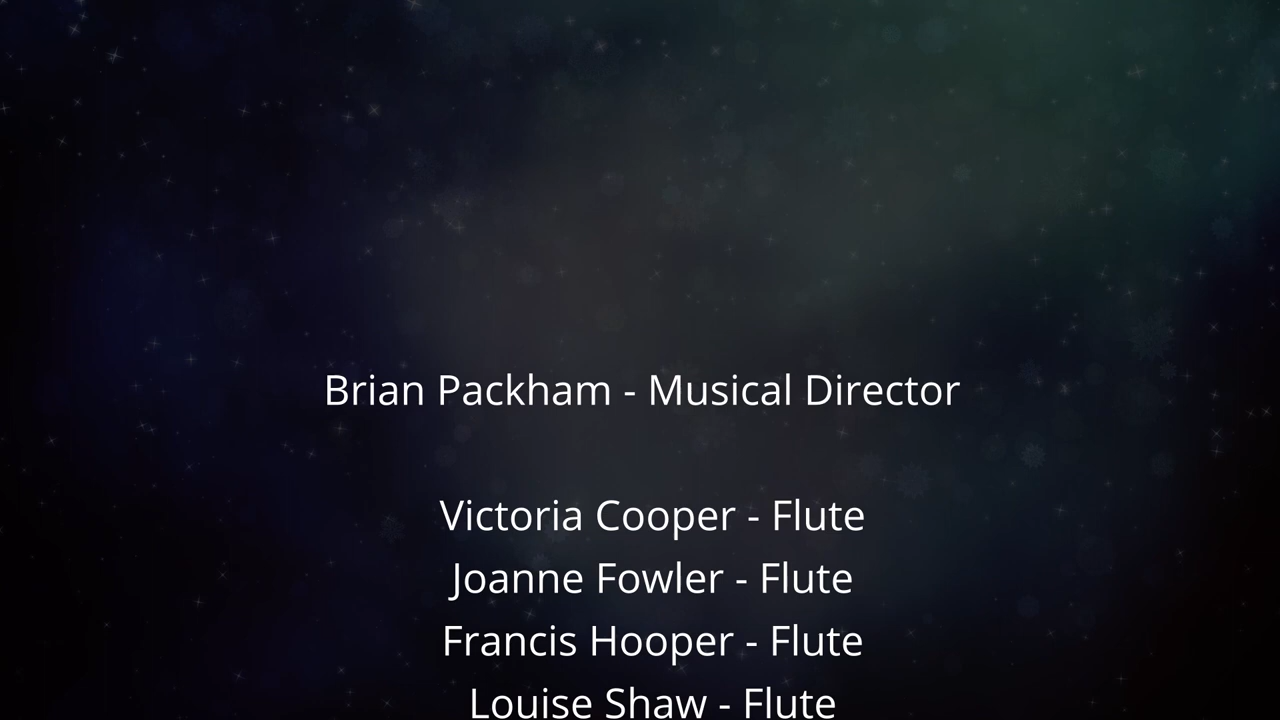 Brian Packham - Musical Director
Victoria Cooper - Flute
Joanne Fowler - Flute
Francis Hooper - Flute
Louise Shaw - Flute